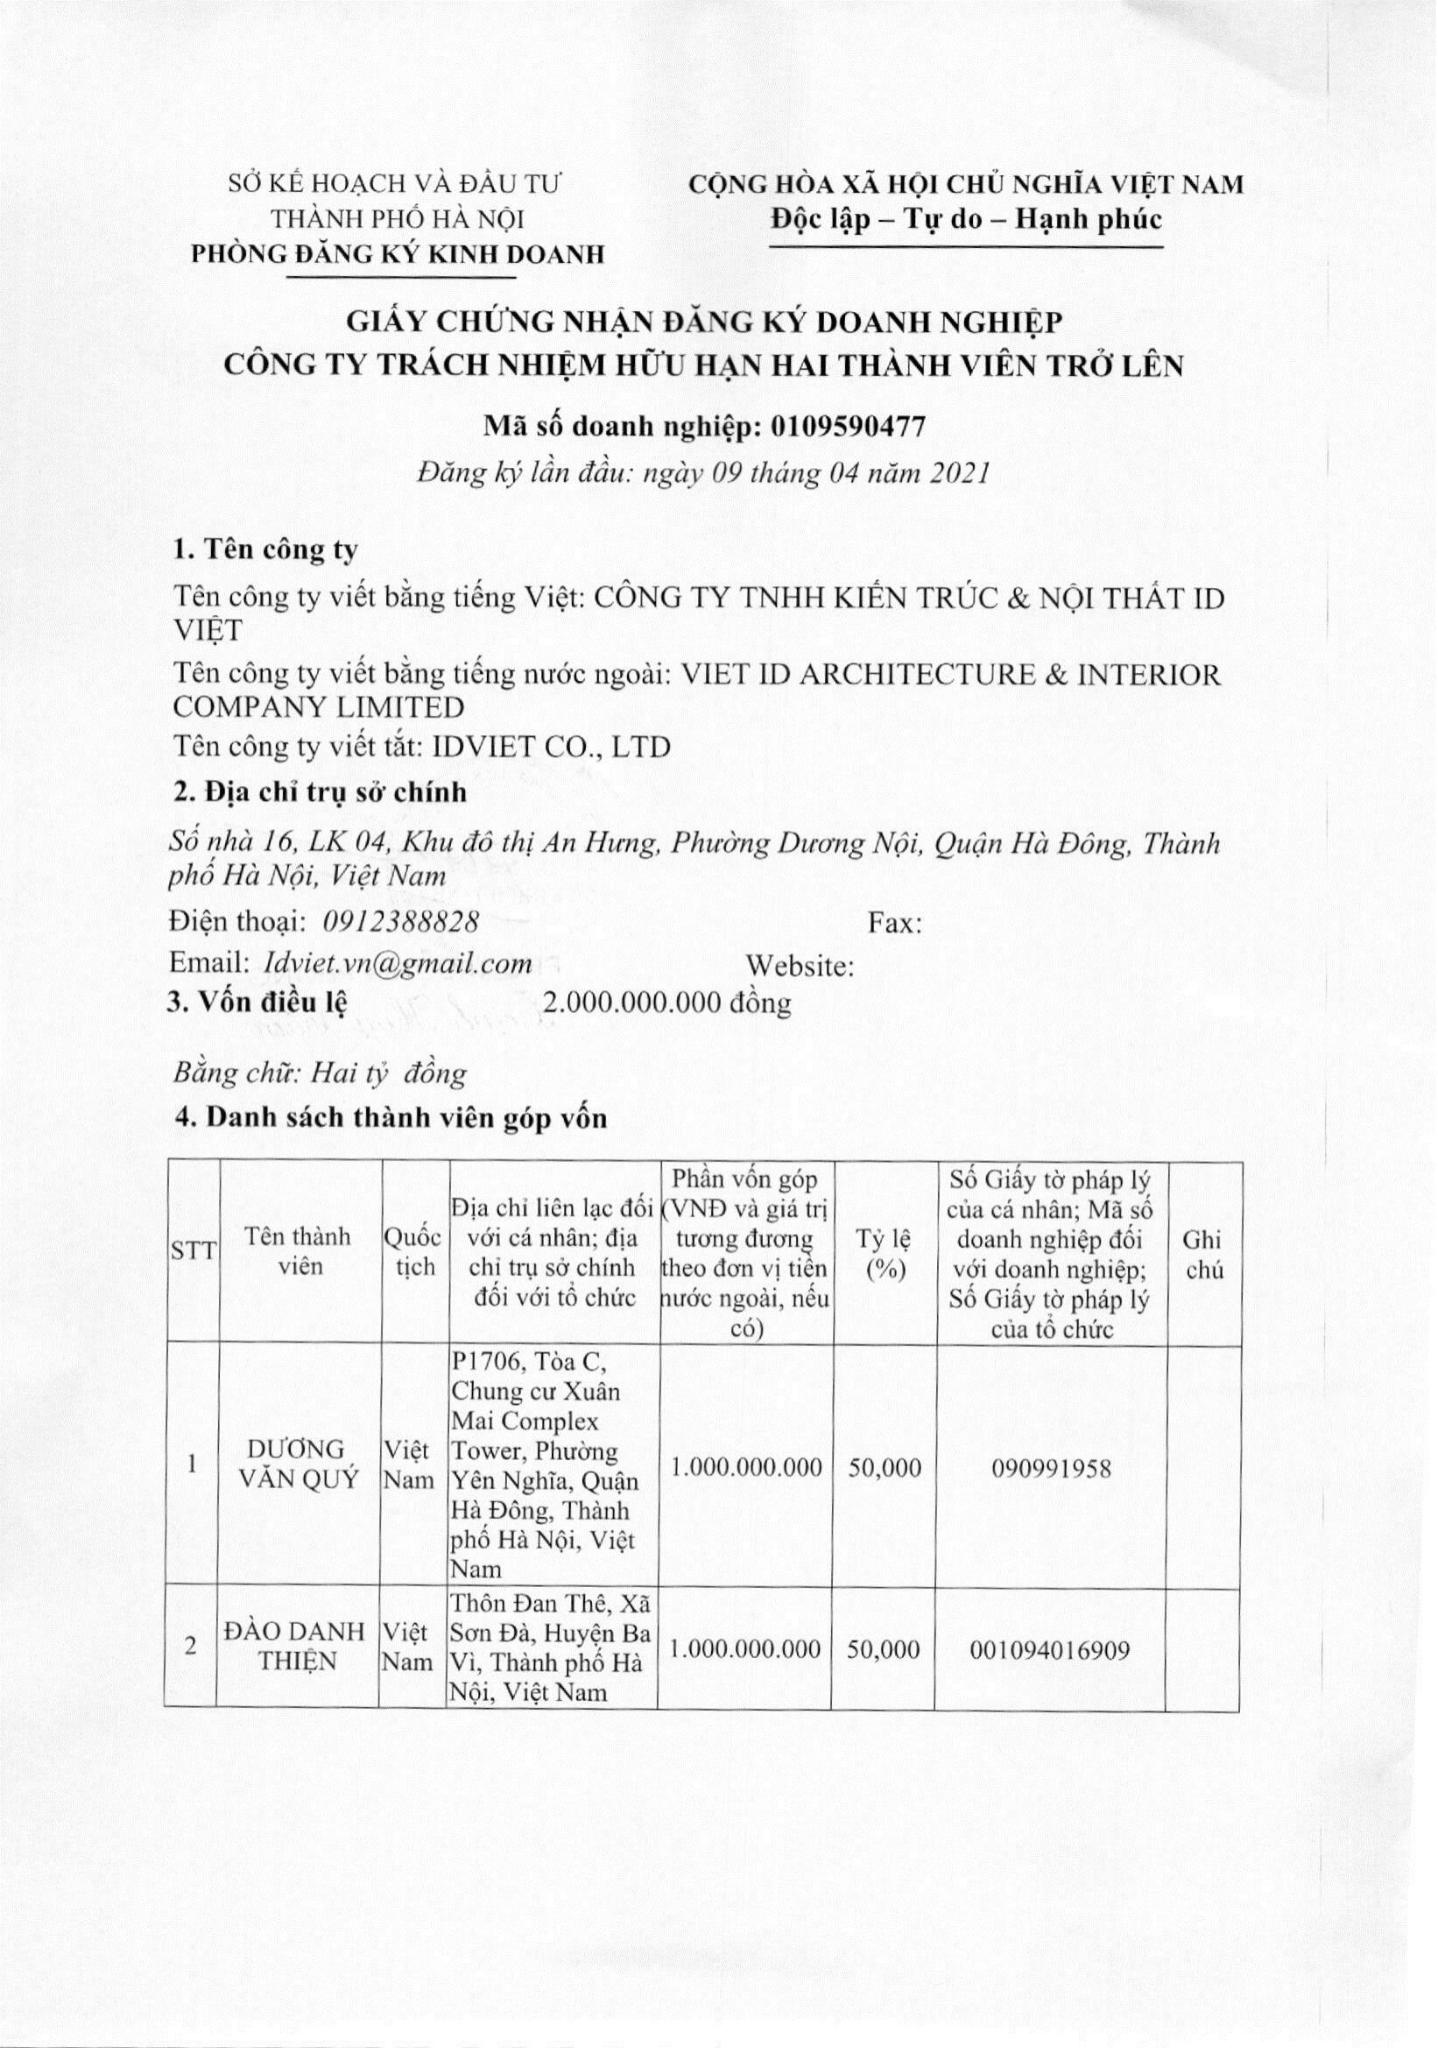 SỞ KẾ HOẠCH VÀ ĐẦU TƯ
THÀNH PHỐ HÀ NỘI
PHÒNG ĐĂNG KÝ KINH DOANH
CỘNG HÒA XÃ HỘI CHỦ NGHĨA VIỆT NAM
Độc lập – Tự do – Hạnh phúc
GIẤY CHỨNG NHẬN ĐĂNG KÝ DOANH NGHIỆP
CÔNG TY TRÁCH NHIỆM HỮU HẠN HAI THÀNH VIÊN TRỞ LÊN
Mã số doanh nghiệp: 0109590477
Đăng ký lần đầu: ngày 09 tháng 04 năm 2021
1. Tên công ty
Tên công ty viết bằng tiếng Việt: CÔNG TY TNHH KIẾN TRÚC & NỘI THẤT ID
VIỆT
Tên công ty viết bằng tiếng nước ngoài: VIET ID ARCHITECTURE & INTERIOR
COMPANY LIMITED
Tên công ty viết tắt: IDVIET CO., LTD
2. Địa chỉ trụ sở chính
Số nhà 16, LK 04, Khu đô thị An Hưng, Phường Dương Nội, Quận Hà Đông, Thành
phố Hà Nội, Việt Nam
Điện thoại: 0912388828 Fax:
Email: Idviet.vn@gmail.com Website:
3. Vốn điều lệ 2.000.000.000 đồng
Bằng chữ: Hai tỷ đồng
4. Danh sách thành viên góp vốn
STT
Tên thành
viên
Quốc
tịch
Địa chỉ liên lạc đối
với cá nhân; địa
chỉ trụ sở chính
đối với tổ chức
Phần vốn góp
(VNĐ và giá trị
tương đương
theo đơn vị tiền
nước ngoài, nếu
có)
Tỷ lệ
(%)
Số Giấy tờ pháp lý
của cá nhân; Mã số
doanh nghiệp đối
với doanh nghiệp;
Số Giấy tờ pháp lý
của tổ chức
Ghi
chú
1
DƯƠNG
VĂN QUÝ
Việt
Nam
P1706, Tòa C,
Chung cư Xuân
Mai Complex
Tower, Phường
Yên Nghĩa, Quận
Hà Đông, Thành
phố Hà Nội, Việt
Nam
1.000.000.000
50,000
090991958
2
ĐÀO DANH
THIỆN
Việt
Nam
Thôn Đan Thê, Xã
Sơn Đà, Huyện Ba
Vì, Thành phố Hà
Nội, Việt Nam
1.000.000.000
50,000
001094016909